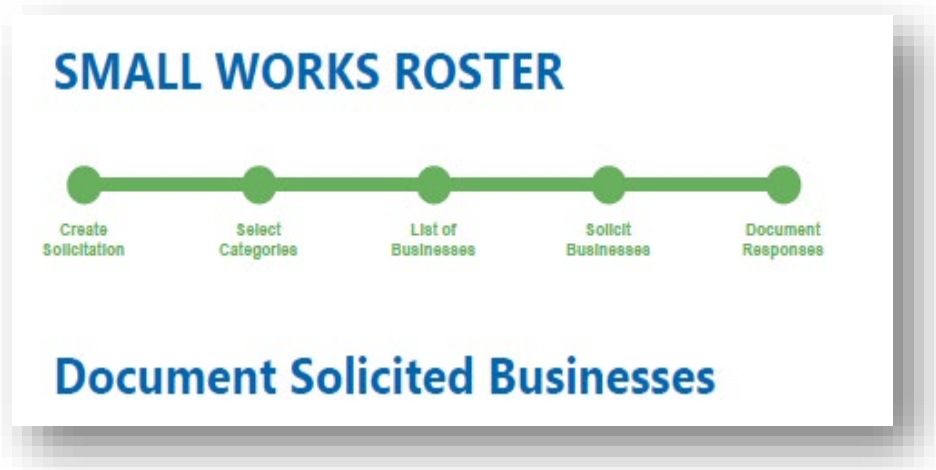 SMALL WORKS ROSTER
Create
Solicitation
Select
Categories
List of
Businesses
Solicit
Businesses
Document
Responses
Document Solicited Businesses